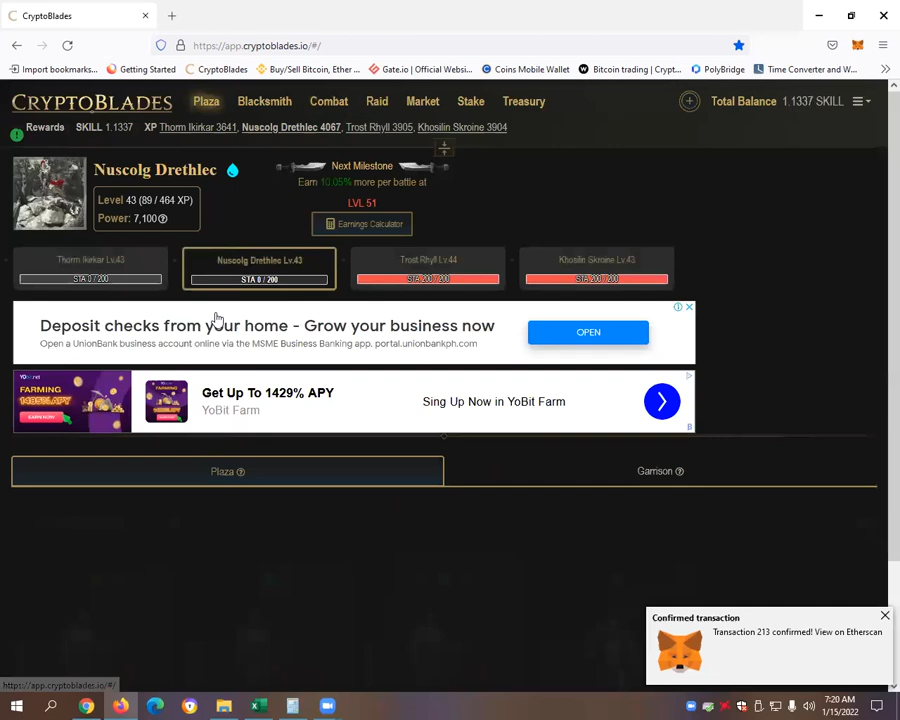 CryptoBlades
https://app.cryptoblades.io/#/
Import bookmarks...
Getting Started
CryptoBlades
Buy/Sell Bitcoin, Ether ...
Gate.io | Official Websi...
Coins Mobile Wallet
Bitcoin trading | Crypt...
PolyBridge
Time Converter and W...
CRYPTOBLADES
Plaza
Blacksmith
Combat
Raid
Market
Stake
Treasury
Total Balance 1.1337 SKILL
Rewards SKILL 1.1337 XP Thorm Ikirkar 3641, Nuscolg Drethlec 4067, Trost Rhyll 3905, Khosilin Skroine 3904
Nuscolg Drethlec
Level 43 (89 / 464 XP)
Power: 7,100
Next Milestone
Earn 10.05% more per battle at
LVL 51
Earnings Calculator
Thorm Ikirkar Lv.43
STA 0 / 200
Nuscolg Drethlec Lv.43
STA 0 / 200
Trost Rhyll Lv.44
STA 200 / 200
Khosilin Skroine Lv.43
STA 200 / 200
Deposit checks from your home - Grow your business now
Open a UnionBank business account online via the MSME Business Banking app. portal.unionbankph.com
OPEN
YObit.net
FARMING
EARN NOW
Get Up To 1429% APY
YoBit Farm
Sing Up Now in YoBit Farm
Plaza
Garrison
Confirmed transaction
Transaction 213 confirmed! View on Etherscan
https://app.cryptoblades.io/#/
7:20 AM
1/15/2022